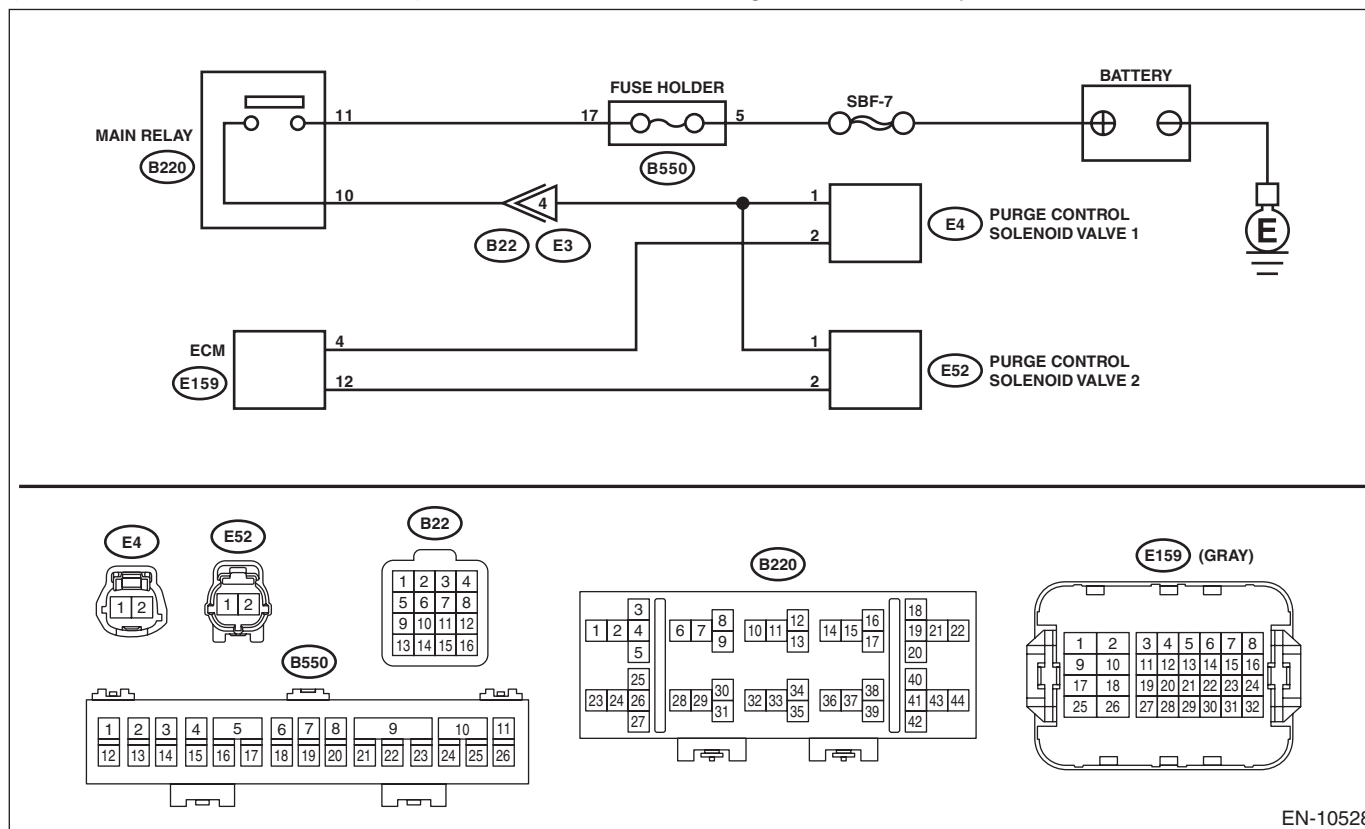 BATTERY
FUSE HOLDER
SBF-7
11
17
5
MAIN RELAY
B220
B550
10
4
1
E4
PURGE CONTROL
SOLENOID VALVE 1
B22
E3
2
E
ECM
4
1
E159
12
2
E52
PURGE CONTROL
SOLENOID VALVE 2
E4
E52
B22
B220
E159 (GRAY)
1 2
1 2
1 2 3 4
5 6 7 8
9 10 11 12
13 14 15 16
3 8 12 16 18
1 2 4 6 7 10 11 14 15 19 21 22
5 9 13 17 20
25 30 34 38 40
23 24 26 28 29 32 33 36 37 41 43 44
27 31 35 39 42
1 2 3 4 5 6 7 8
9 10 11 12 13 14 15 16
17 18 19 20 21 22 23 24
25 26 27 28 29 30 31 32
B550
1 2 3 4 5 6 7 8 9 10 11
12 13 14 15 16 17 18 19 20 21 22 23 24 25 26
EN-10528